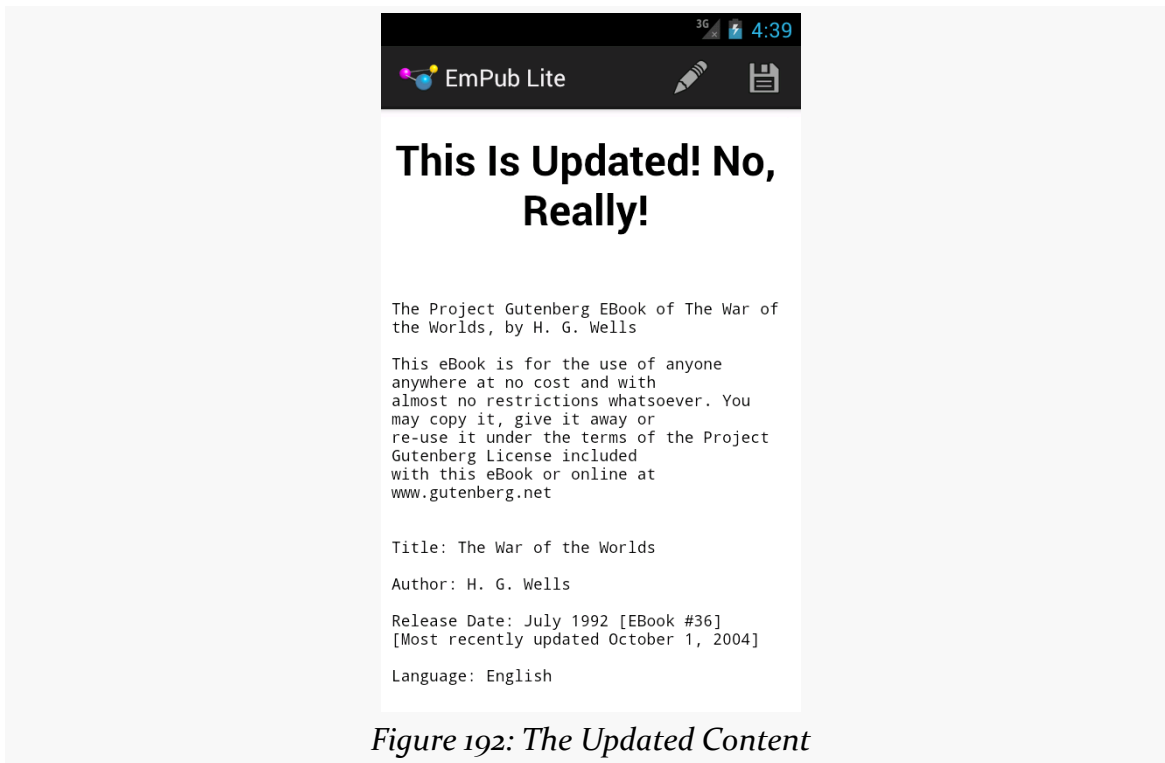 3G
4:39
EmPub Lite
This Is Updated! No,
Really!
The Project Gutenberg EBook of The War of
the Worlds, by H. G. Wells
This eBook is for the use of anyone
anywhere at no cost and with
almost no restrictions whatsoever. You
may copy it, give it away or
re-use it under the terms of the Project
Gutenberg License included
with this eBook or online at
www.gutenberg.net
Title: The War of the Worlds
Author: H. G. Wells
Release Date: July 1992 [EBook #36]
[Most recently updated October 1, 2004]
Language: English
Figure 192: The Updated Content